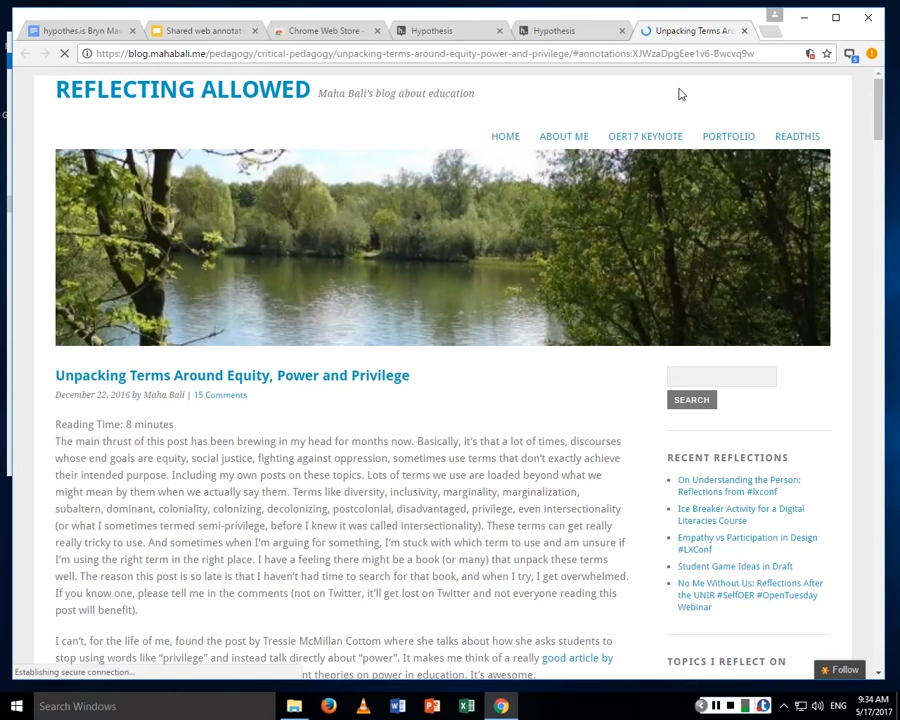 hypothes.is Bryn Ma
Shared web annotati
Chrome Web Store -
Hypothesis
Hypothesis
Unpacking Terms Aro
https://blog.mahabali.me/pedagogy/critical-pedagogy/unpacking-terms-around-equity-power-and-privilege/#annotations:XJWzaDpgEee1v6-Bwcvq9w
REFLECTING ALLOWED Maha Bali's blog about education
HOME ABOUT ME OER17 KEYNOTE PORTFOLIO READTHIS
Unpacking Terms Around Equity, Power and Privilege
December 22, 2016 by Maha Bali | 15 Comments
Reading Time: 8 minutes
The main thrust of this post has been brewing in my head for months now. Basically, it's that a lot of times, discourses
whose end goals are equity, social justice, fighting against oppression, sometimes use terms that don't exactly achieve
their intended purpose. Including my own posts on these topics. Lots of terms we use are loaded beyond what we
might mean by them when we actually say them. Terms like diversity, inclusivity, marginality, marginalization,
subaltern, dominant, coloniality, colonizing, decolonizing, postcolonial, disadvantaged, privilege, even intersectionality
(or what I sometimes termed semi-privilege, before I knew it was called intersectionality). These terms can get really
really tricky to use. And sometimes when I'm arguing for something, I'm stuck with which term to use and am unsure if
I'm using the right term in the right place. I have a feeling there might be a book (or many) that unpack these terms
well. The reason this post is so late is that I haven't had time to search for that book, and when I try, I get overwhelmed.
If you know one, please tell me in the comments (not on Twitter, it'll get lost on Twitter and not everyone reading this
post will benefit).
I can't, for the life of me, found the post by Tressie McMillan Cottom where she talks about how she asks students to
stop using words like "privilege" and instead talk directly about "power". It makes me think of a really good article by
nt theories on power in education. It's awesome.
SEARCH
RECENT REFLECTIONS
On Understanding the Person:
Reflections from #lxconf
Ice Breaker Activity for a Digital
Literacies Course
Empathy vs Participation in Design
#LXConf
Student Game Ideas in Draft
No Me Without Us: Reflections After
the UNIR #SelfOER #OpenTuesday
Webinar
TOPICS I REFLECT ON
Follow
Establishing secure connection...
Search Windows
ENG
9:34 AM
5/17/2017